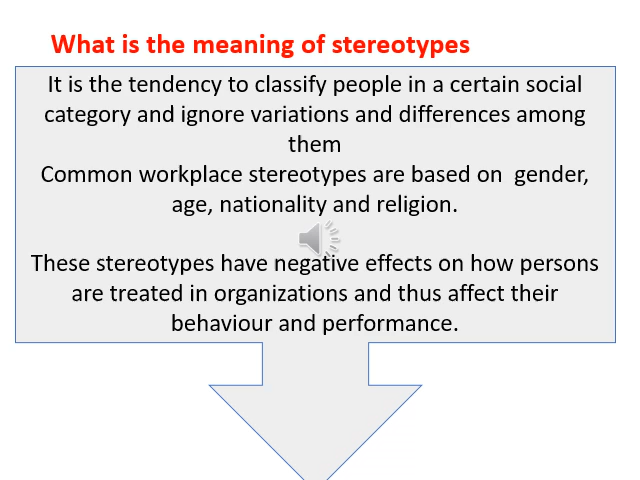 What is the meaning of stereotypes
It is the tendency to classify people in a certain social
category and ignore variations and differences among
them
Common workplace stereotypes are based on  gender,
age, nationality and religion.
These stereotypes have negative effects on how persons
are treated in organizations and thus affect their
behaviour and performance.